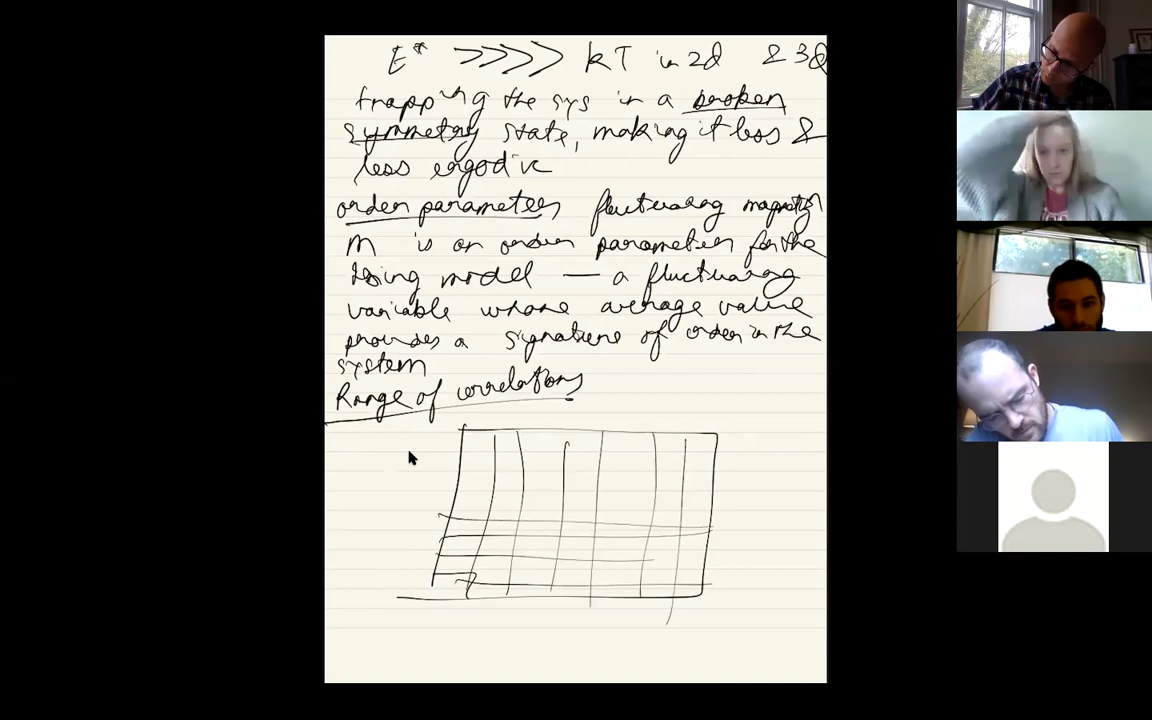 E* >>>> kT in 2d & 3d
trapping the sys in a broken
symmetry state, making it less &
less ergodic
order parameters fluctuating magnetizn
M is an order parameter for the
Ising model — a fluctuating
variable whose average value
provides a signature of order in the
system
Range of correlations